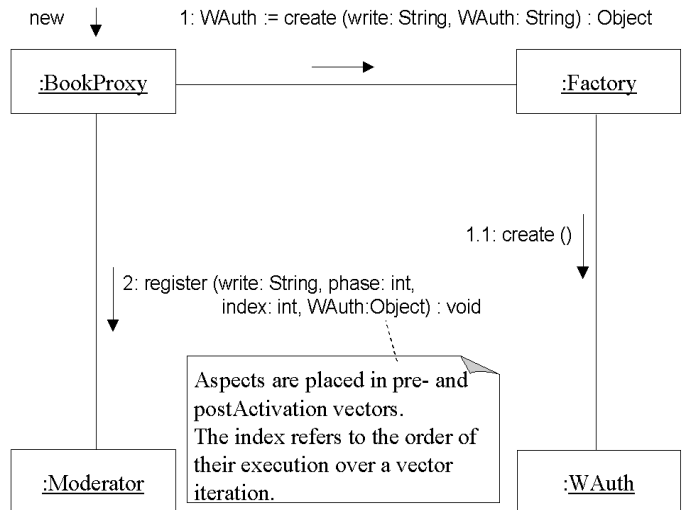 new
1: WAuth := create (write: String, WAuth: String) : Object
:BookProxy
:Factory
1.1: create ()
2: register (write: String, phase: int,
index: int, WAuth:Object) : void
Aspects are placed in pre- and
postActivation vectors.
The index refers to the order of
their execution over a vector
iteration.
:Moderator
:WAuth